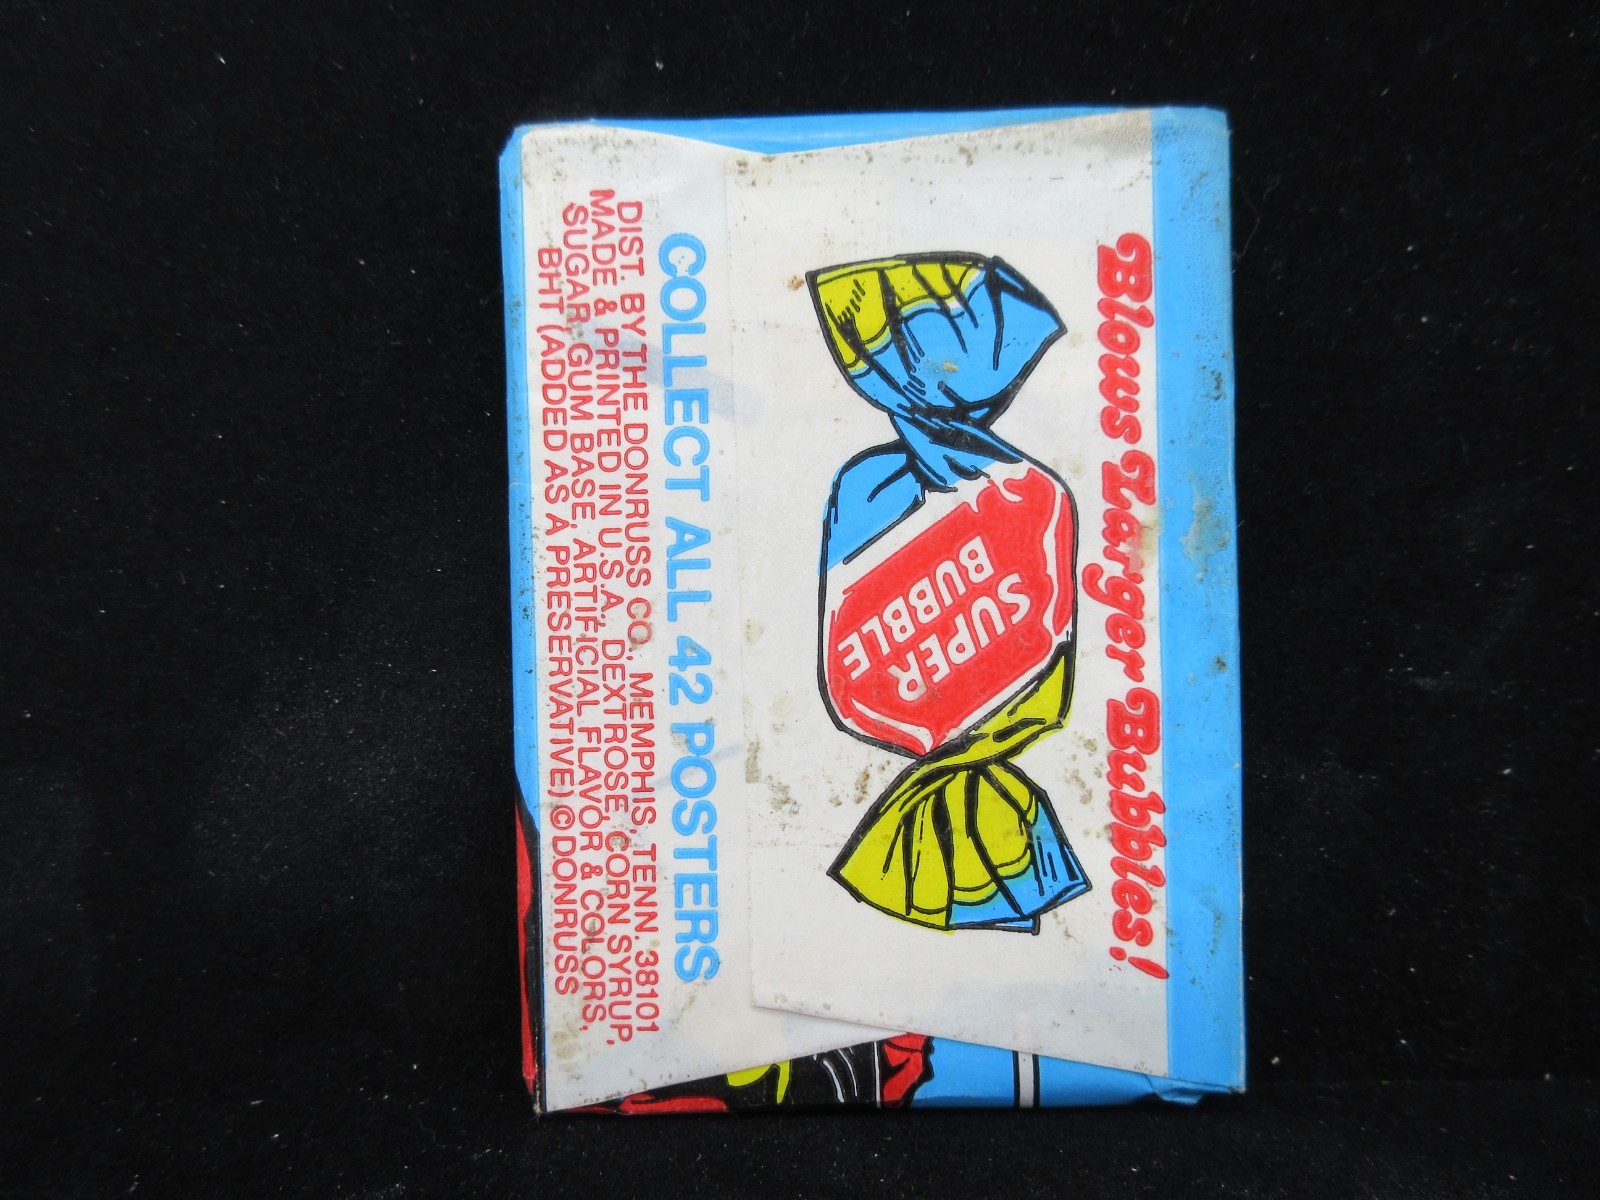 Blows Larger Bubbles!
SUPER
BUBBLE
COLLECT ALL 42 POSTERS
DIST. BY THE DONRUSS CO., MEMPHIS, TENN. 38101
MADE & PRINTED IN U.S.A., DEXTROSE, CORN SYRUP,
SUGAR, GUM BASE, ARTIFICIAL FLAVOR & COLORS,
BHT (ADDED AS A PRESERVATIVE) © DONRUSS